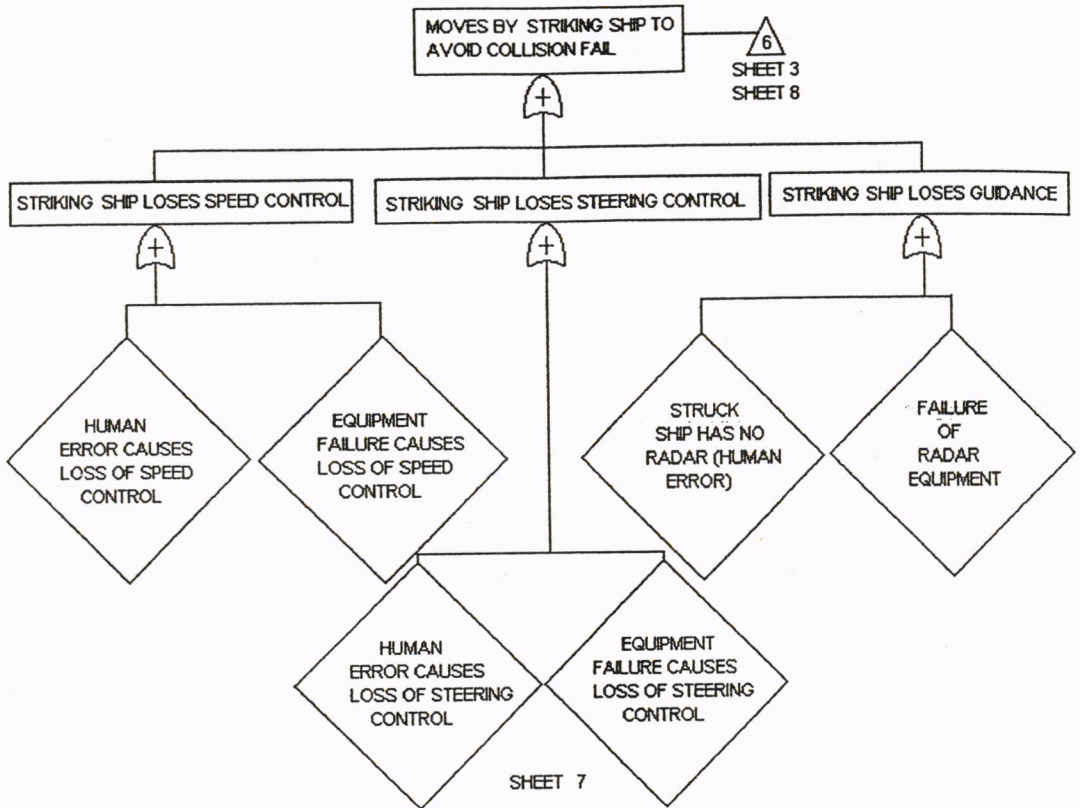 MOVES BY STRIKING SHIP TO
AVOID COLLISION FAIL
6
SHEET 3
SHEET 8
+
STRIKING SHIP LOSES SPEED CONTROL
STRIKING SHIP LOSES STEERING CONTROL
STRIKING SHIP LOSES GUIDANCE
+
+
+
HUMAN
ERROR CAUSES
LOSS OF SPEED
CONTROL
EQUIPMENT
FAILURE CAUSES
LOSS OF SPEED
CONTROL
STRUCK
SHIP HAS NO
RADAR (HUMAN
ERROR)
FAILURE
OF
RADAR
EQUIPMENT
HUMAN
ERROR CAUSES
LOSS OF STEERING
CONTROL
EQUIPMENT
FAILURE CAUSES
LOSS OF STEERING
CONTROL
SHEET 7